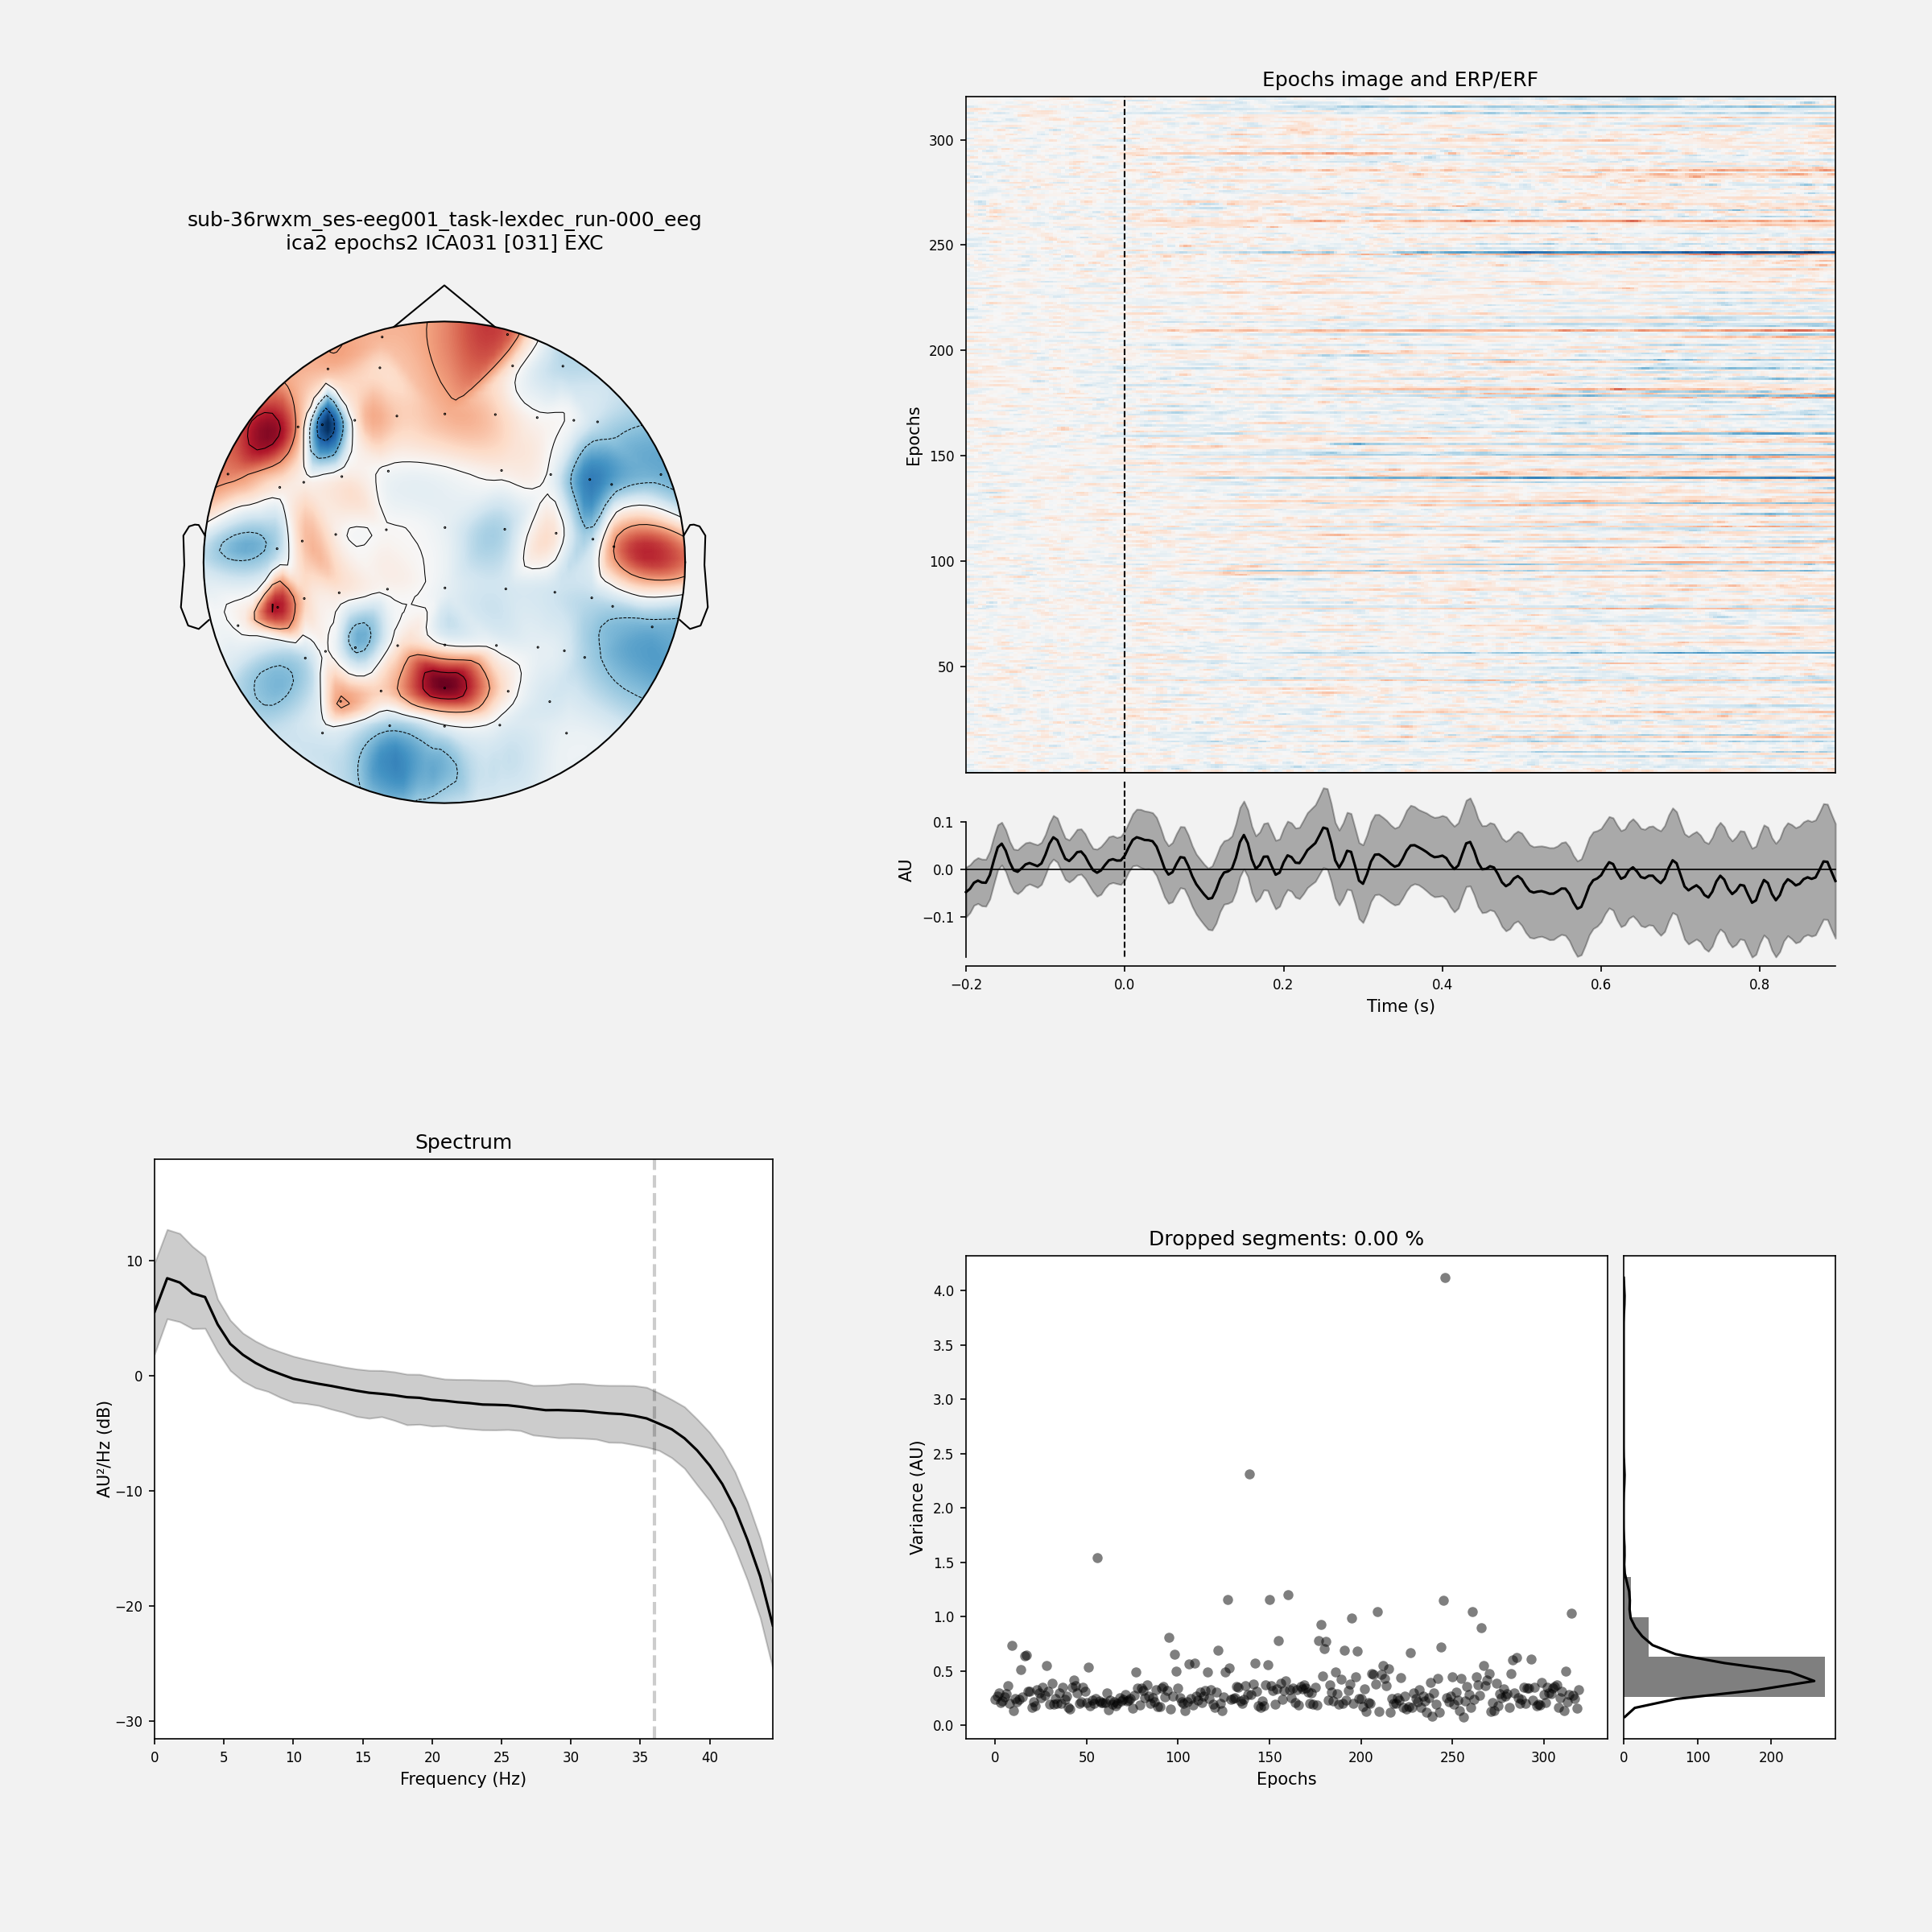 sub-36rwxm_ses-eeg001_task-lexdec_run-000_eeg
ica2 epochs2 ICA031 [031] EXC
Epochs image and ERP/ERF
Epochs
300
250
200
150
100
50
AU
0.1
0.0
−0.1
−0.2 0.0 0.2 0.4 0.6 0.8
Time (s)
Spectrum
AU²/Hz (dB)
10
0
−10
−20
−30
0 5 10 15 20 25 30 35 40
Frequency (Hz)
Dropped segments: 0.00 %
Variance (AU)
4.0
3.5
3.0
2.5
2.0
1.5
1.0
0.5
0.0
0 50 100 150 200 250 300
Epochs
0 100 200